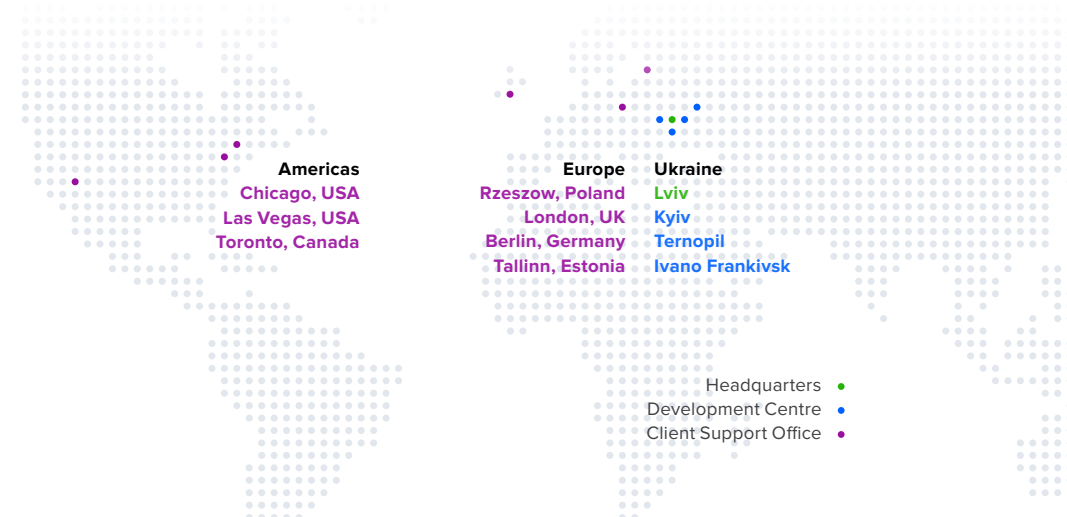 Americas
Chicago, USA
Las Vegas, USA
Toronto, Canada
Europe
Rzeszow, Poland
London, UK
Berlin, Germany
Tallinn, Estonia
Ukraine
Lviv
Kyiv
Ternopil
Ivano Frankivsk
Headquarters
Development Centre
Client Support Office